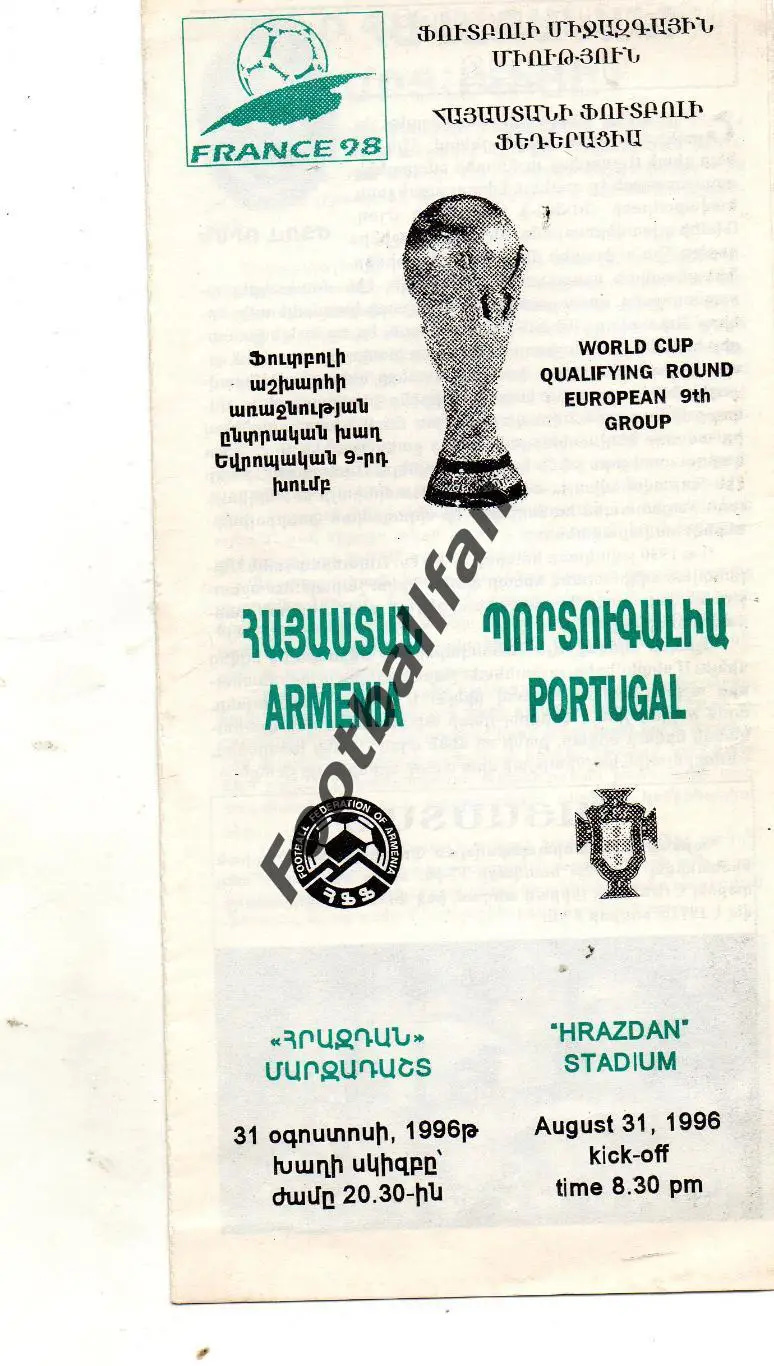 FRANCE 98
ՖՈՒՏԲՈԼԻ ՄԻՋԱԶԳԱՅԻՆ
ՄԻՈՒԹՅՈՒՆ
ՀԱՅԱՍՏԱՆԻ ՖՈՒՏԲՈԼԻ
ՖԵԴԵՐԱՑԻԱ
Ֆուտբոլի
աշխարհի
առաջնության
ընտրական խաղ
Եվրոպական 9-րդ
խումբ
WORLD CUP
QUALIFYING ROUND
EUROPEAN 9th
GROUP
ՀԱՅԱՍՏԱՆ
ARMENIA
ՊՈՐՏՈՒԳԱԼԻԱ
PORTUGAL
FOOTBALL FEDERATION OF ARMENIA
ՀՖՖ
Footballfan
«ՀՐԱԶԴԱՆ»
ՄԱՐԶԱԴԱՇՏ
"HRAZDAN"
STADIUM
31 օգոստոսի, 1996թ
Խաղի սկիզբը՝
ժամը 20.30-ին
August 31, 1996
kick-off
time 8.30 pm